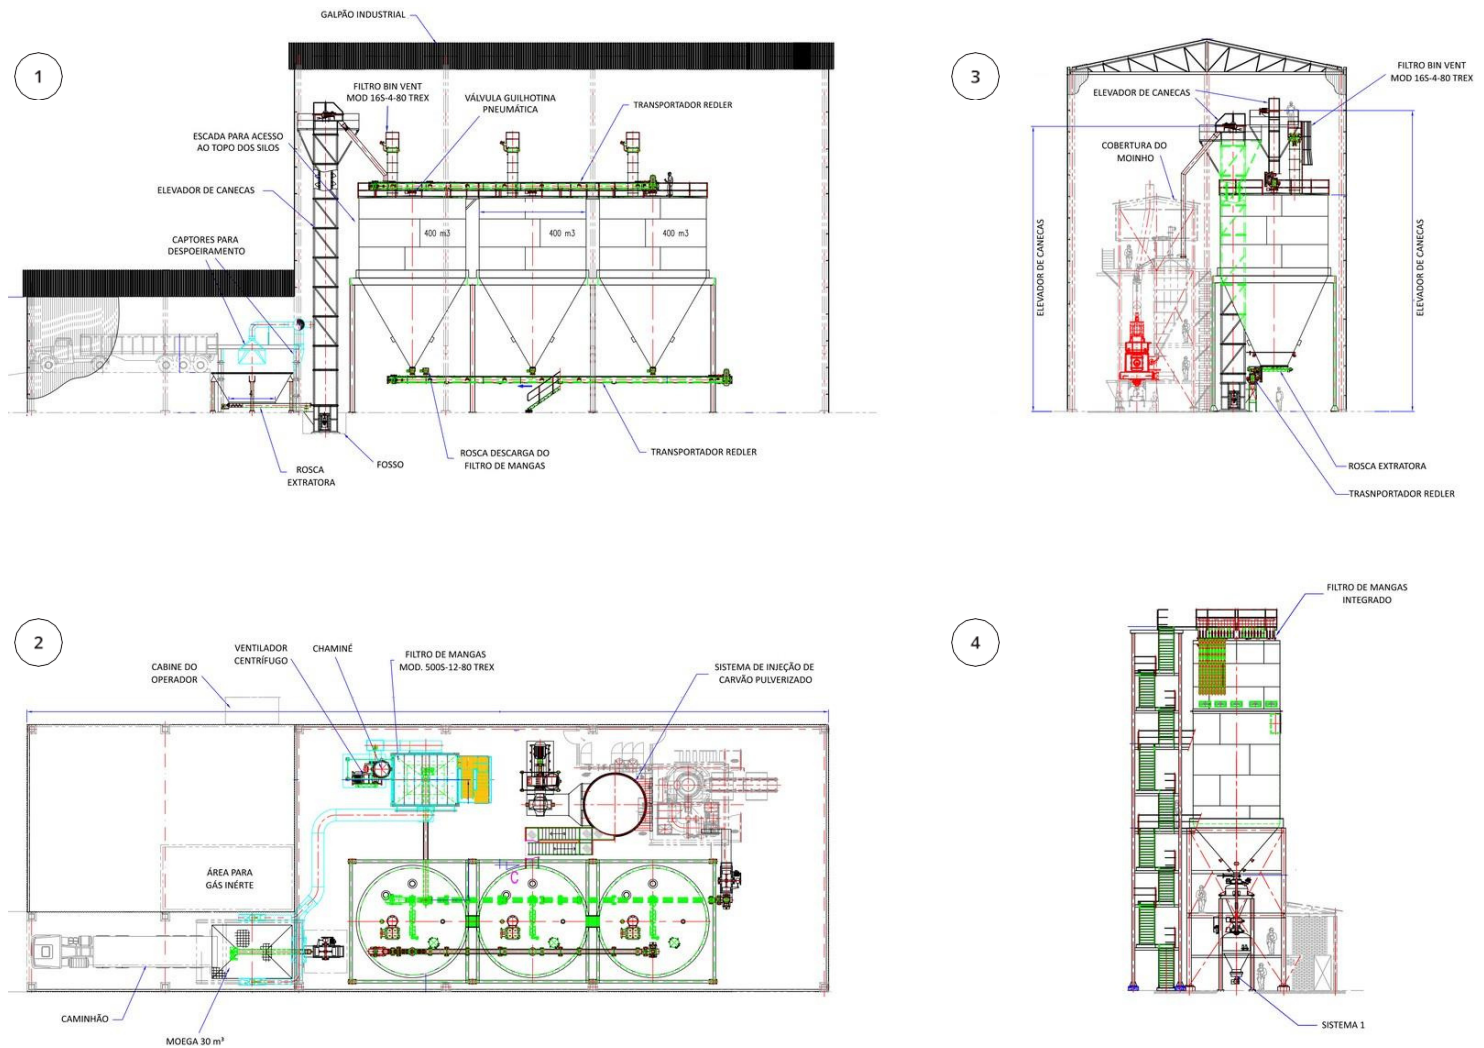 1
GALPÃO INDUSTRIAL
FILTRO BIN VENT
MOD 16S-4-80 TREX
VÁLVULA GUILHOTINA
PNEUMÁTICA
TRANSPORTADOR REDLER
ESCADA PARA ACESSO
AO TOPO DOS SILOS
ELEVADOR DE CANECAS
CAPTORES PARA
DESPOEIRAMENTO
400 m3
400 m3
400 m3
ROSCA
EXTRATORA
FOSSO
ROSCA DESCARGA DO
FILTRO DE MANGAS
TRANSPORTADOR REDLER
3
FILTRO BIN VENT
MOD 16S-4-80 TREX
ELEVADOR DE CANECAS
COBERTURA DO
MOINHO
ELEVADOR DE CANECAS
ELEVADOR DE CANECAS
ROSCA EXTRATORA
TRASNPORTADOR REDLER
2
CABINE DO
OPERADOR
VENTILADOR
CENTRÍFUGO
CHAMINÉ
FILTRO DE MANGAS
MOD. 500S-12-80 TREX
SISTEMA DE INJEÇÃO DE
CARVÃO PULVERIZADO
ÁREA PARA
GÁS INÉRTE
C
CAMINHÃO
MOEGA 30 m³
4
FILTRO DE MANGAS
INTEGRADO
SISTEMA 1